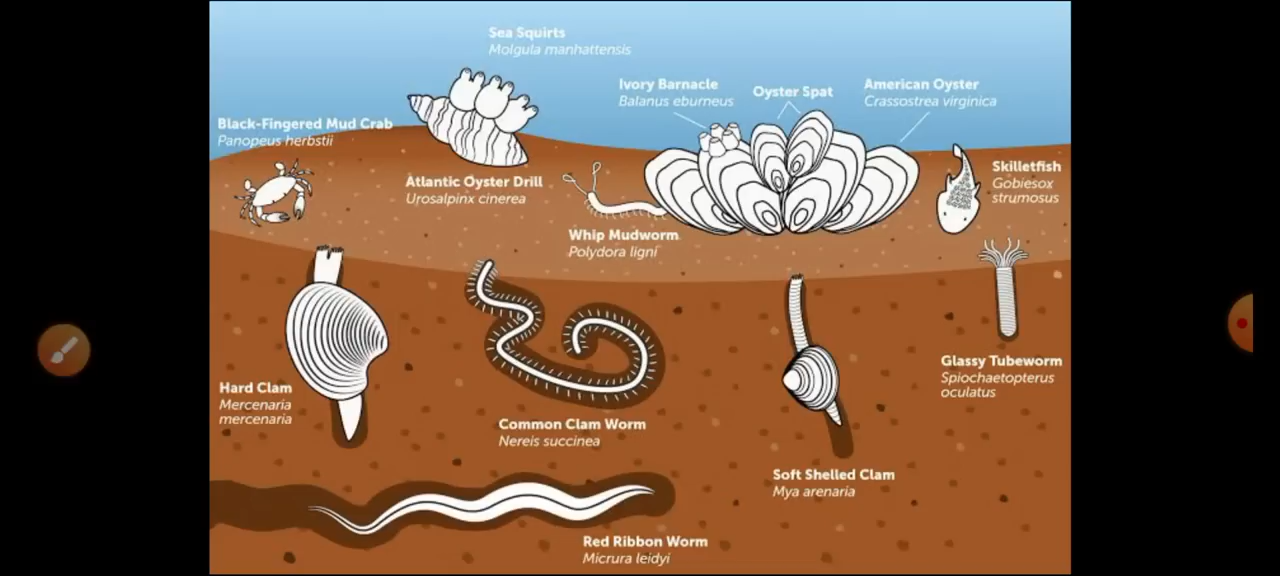 Sea Squirts
Molgula manhattensis
Ivory Barnacle
Balanus eburneus
Oyster Spat
American Oyster
Crassostrea virginica
Black-Fingered Mud Crab
Panopeus herbstii
Atlantic Oyster Drill
Urosalpinx cinerea
Skilletfish
Gobiesox
strumosus
Whip Mudworm
Polydora ligni
Glassy Tubeworm
Spiochaetopterus
oculatus
Hard Clam
Mercenaria
mercenaria
Common Clam Worm
Nereis succinea
Soft Shelled Clam
Mya arenaria
Red Ribbon Worm
Micrura leidyi